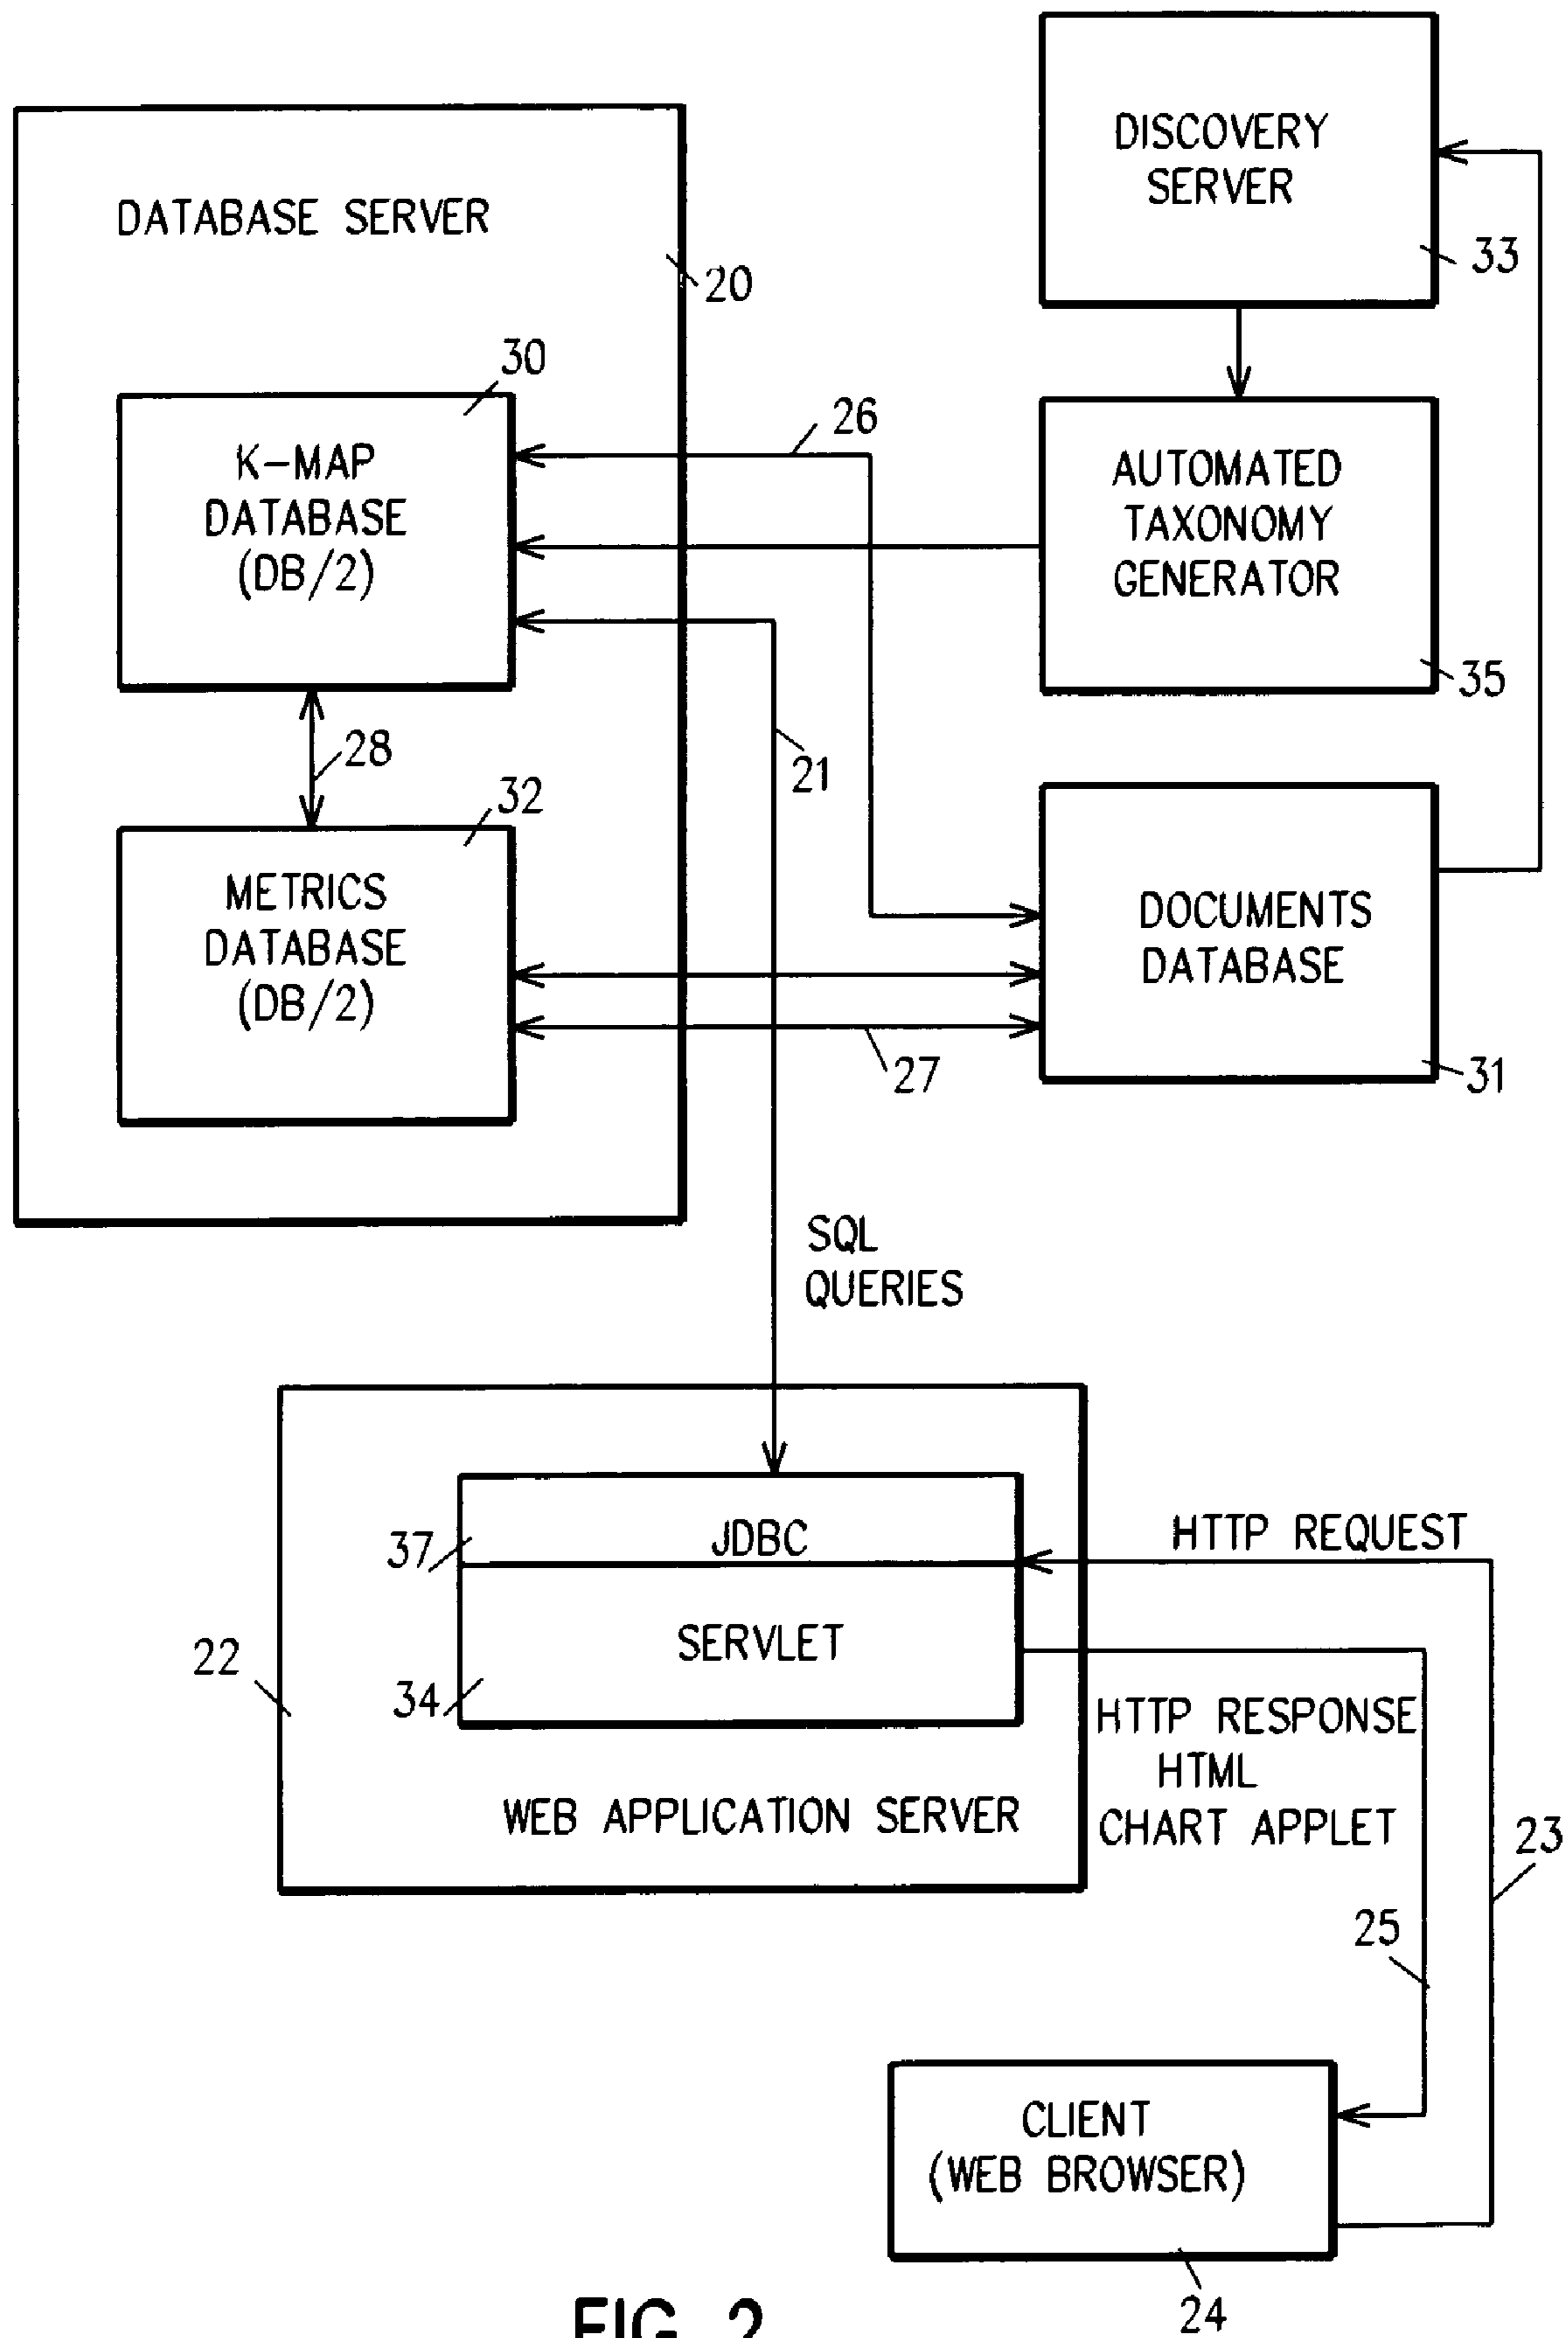 DISCOVERY
SERVER
33
DATABASE SERVER
20
30
K-MAP
DATABASE
(DB/2)
26
AUTOMATED
TAXONOMY
GENERATOR
35
28
21
32
METRICS
DATABASE
(DB/2)
DOCUMENTS
DATABASE
27
31
SQL
QUERIES
37
JDBC
HTTP REQUEST
22
SERVLET
34
HTTP RESPONSE
HTML
CHART APPLET
WEB APPLICATION SERVER
23
25
CLIENT
(WEB BROWSER)
24
FIG. 2